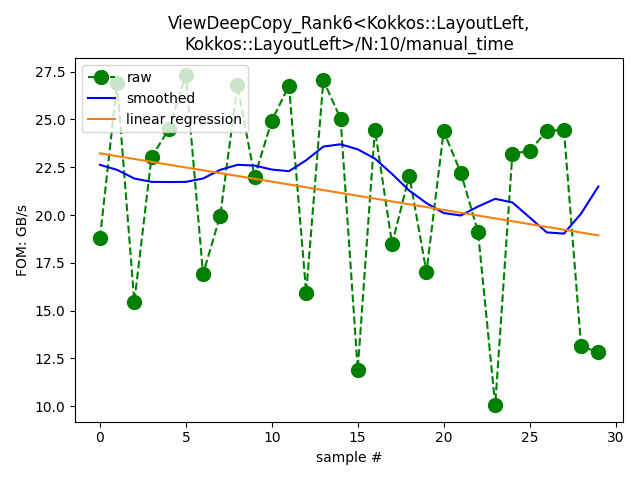 ViewDeepCopy_Rank6<Kokkos::LayoutLeft,
Kokkos::LayoutLeft>/N:10/manual_time
27.5
25.0
22.5
20.0
17.5
15.0
12.5
10.0
FOM: GB/s
raw
smoothed
linear regression
0
5
10
15
20
25
30
sample #